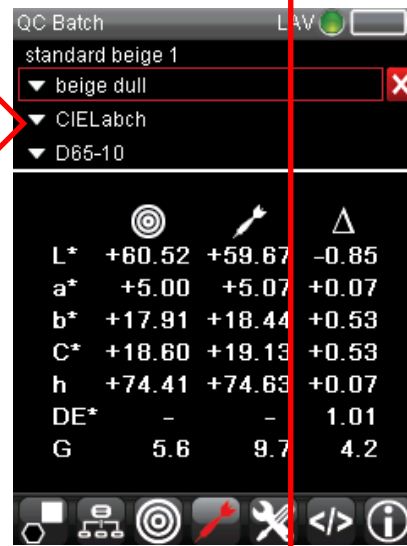 QC Batch LAV
standard beige 1
beige dull
CIELabch
D65-10
Δ
L* +60.52 +59.67 -0.85
a* +5.00 +5.07 +0.07
b* +17.91 +18.44 +0.53
C* +18.60 +19.13 +0.53
h +74.41 +74.63 +0.07
DE* - - 1.01
G 5.6 9.7 4.2
</>